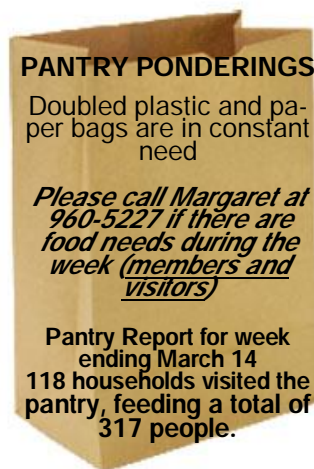 PANTRY PONDERINGS
Doubled plastic and pa-
per bags are in constant
need
Please call Margaret at
960-5227 if there are
food needs during the
week (members and
visitors)
Pantry Report for week
ending March 14
118 households visited the
pantry, feeding a total of
317 people.